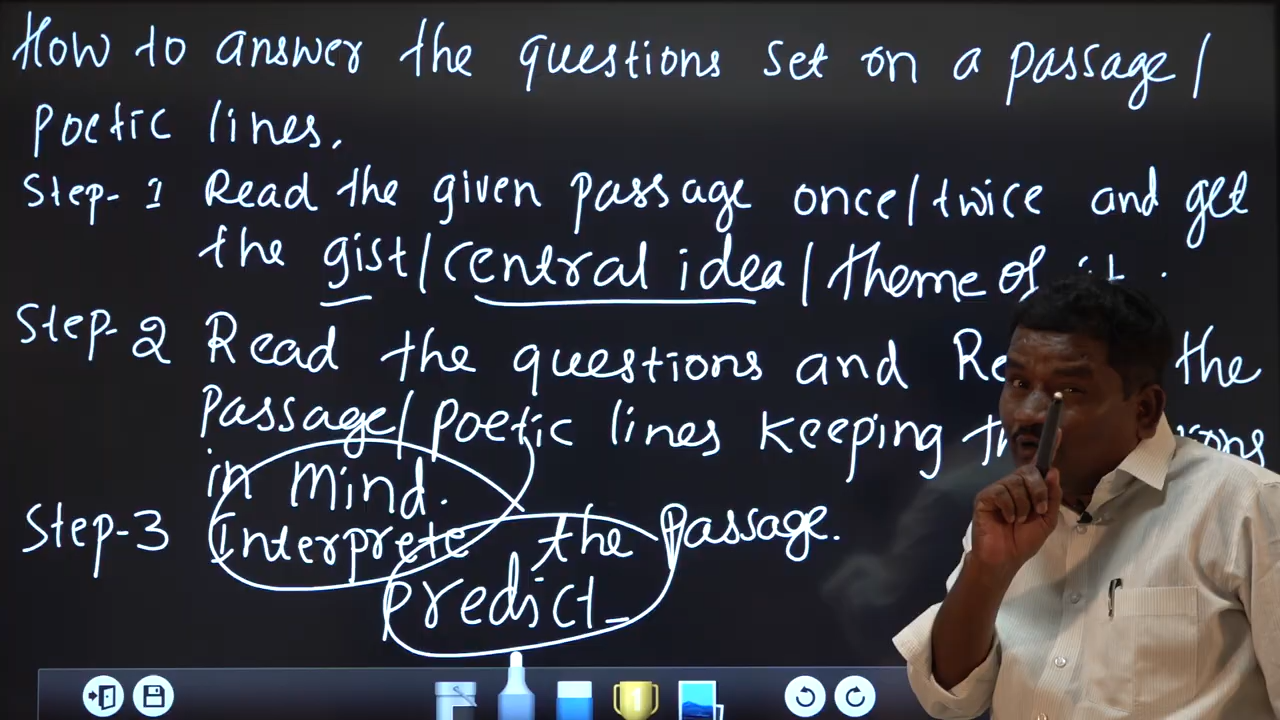 How to answer the questions set on a passage/
Poetic lines.
Step-1 Read the given passage once/twice and get
the gist/central idea/theme of it.
Step-2 Read the questions and Re the
Passage/poetic lines keeping
in mind.
Step-3 Interprete the Passage.
predict